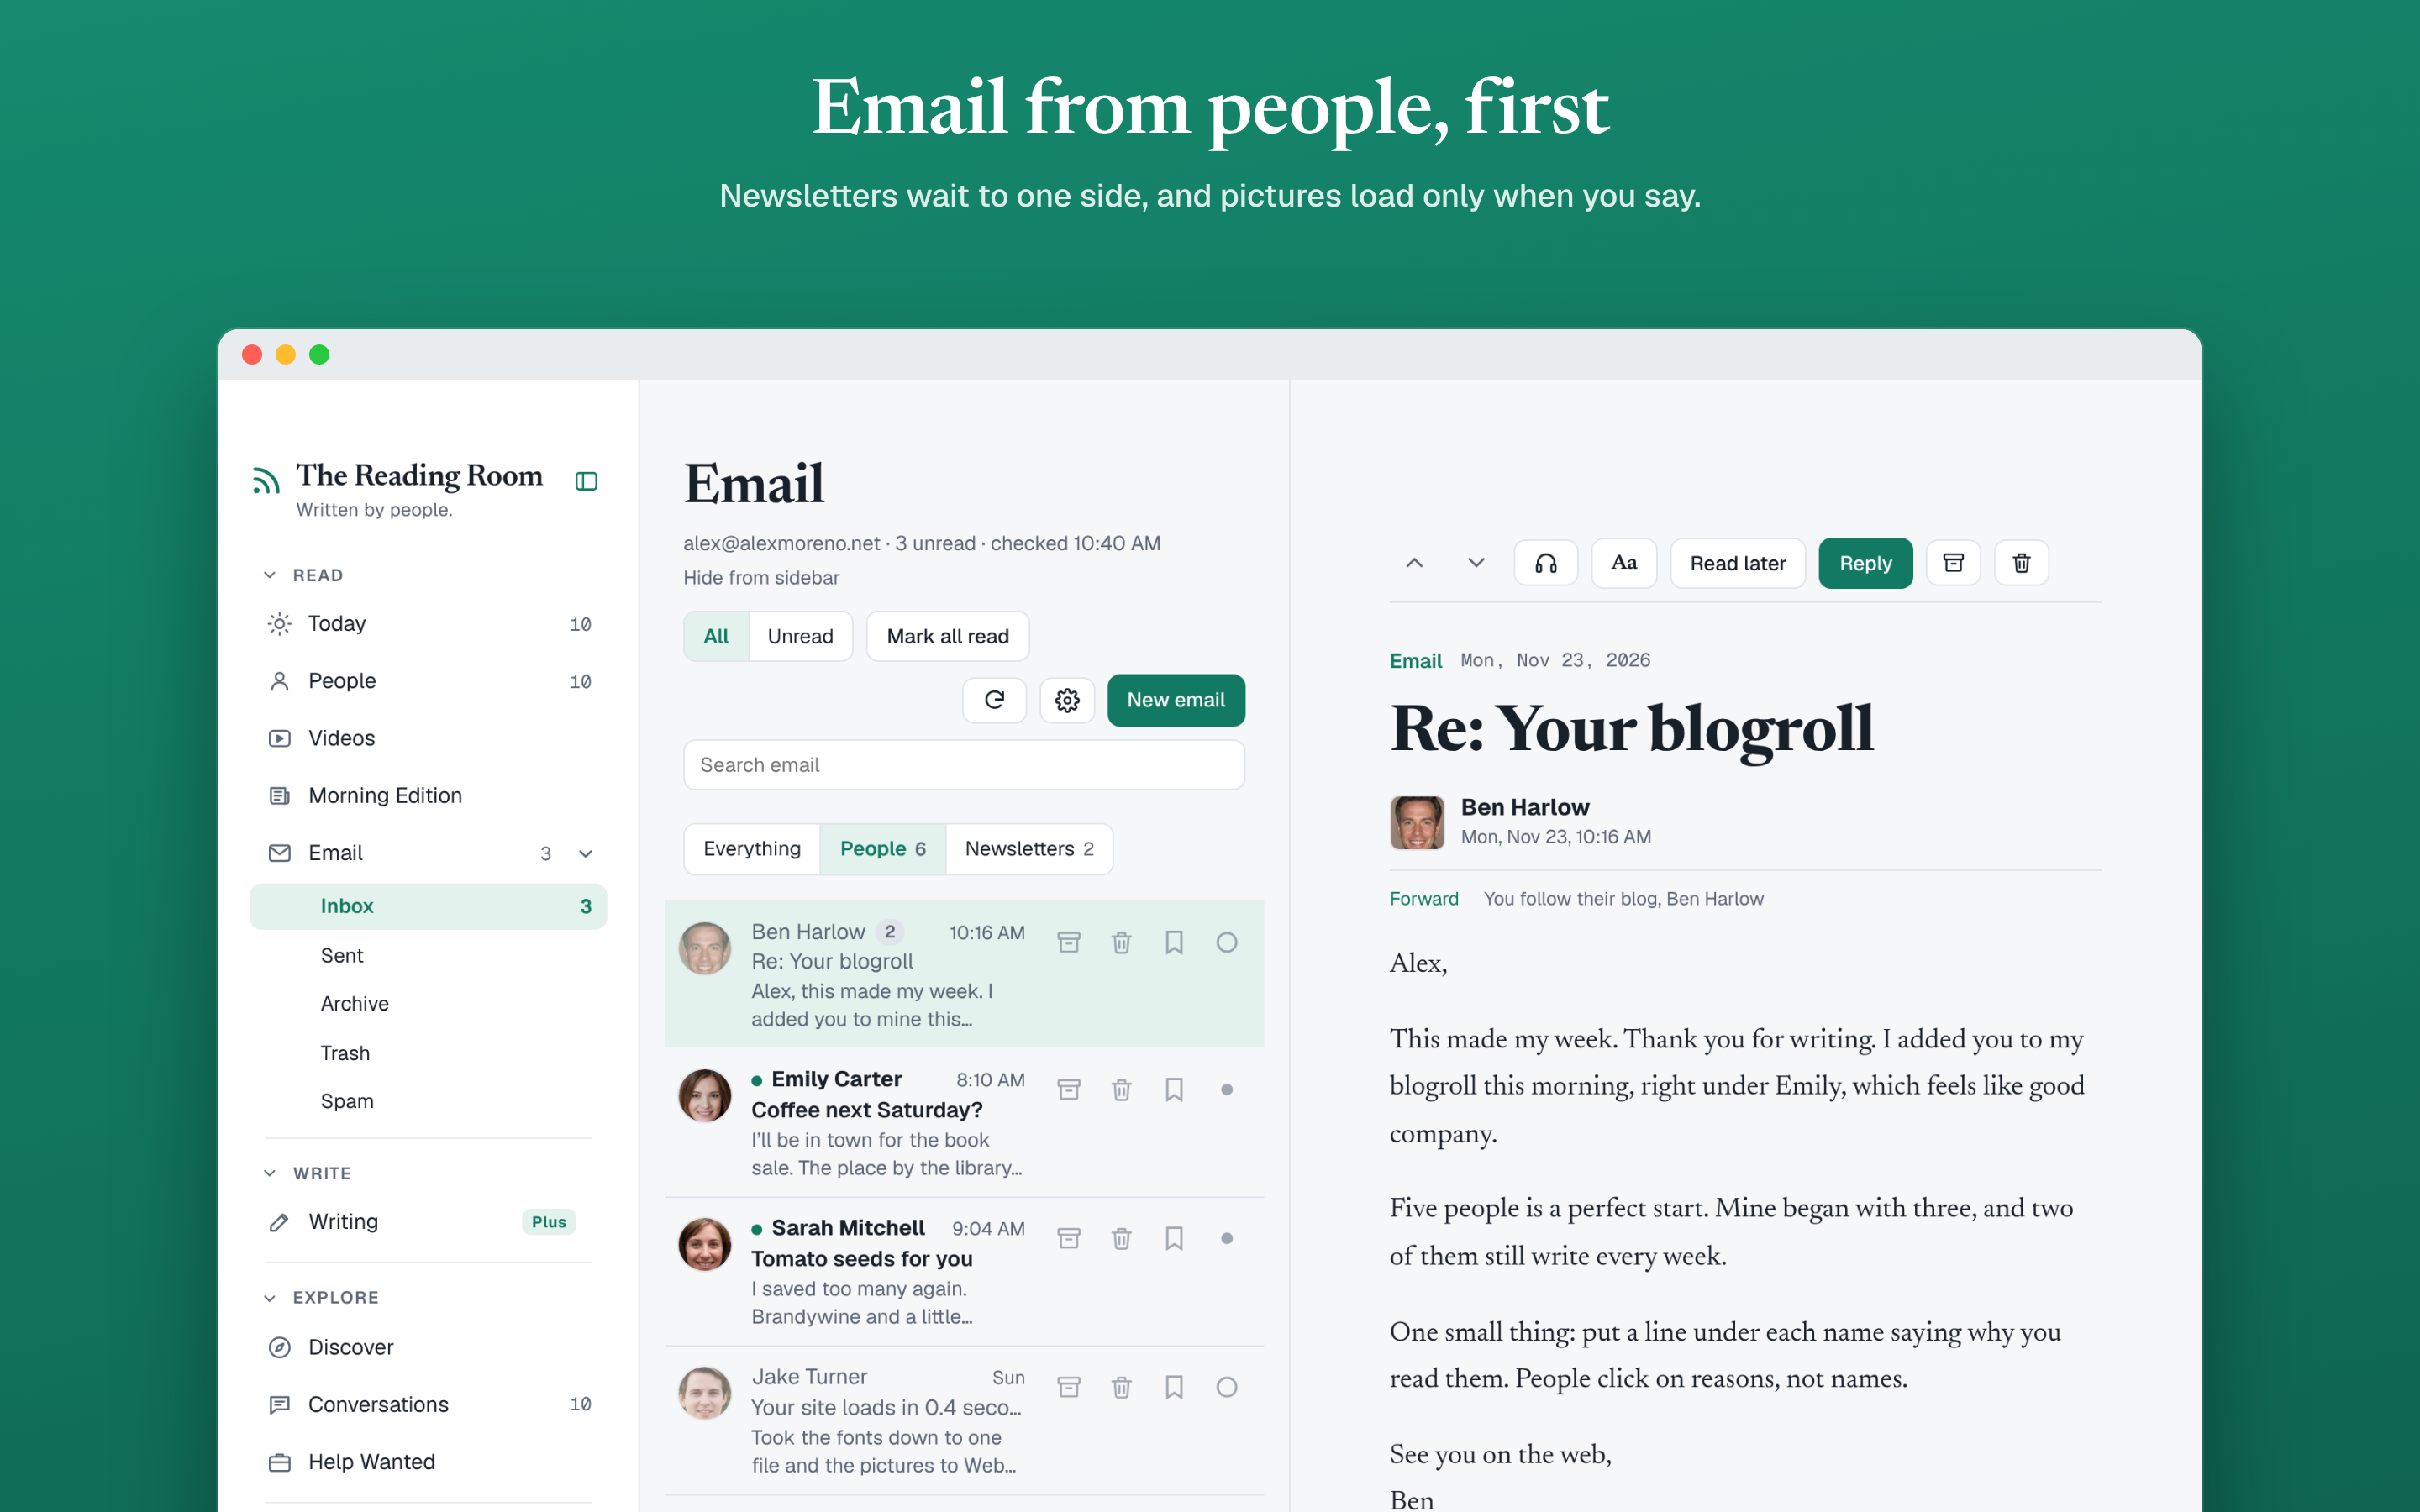 Email from people, first
Newsletters wait to one side, and pictures load only when you say.
The Reading Room
Written by people.
READ
Today 10
People 10
Videos
Morning Edition
Email 3
Inbox 3
Sent
Archive
Trash
Spam
WRITE
Writing Plus
EXPLORE
Discover
Conversations 10
Help Wanted
Email
alex@alexmoreno.net · 3 unread · checked 10:40 AM
Hide from sidebar
All Unread Mark all read
New email
Search email
Everything People 6 Newsletters 2
Ben Harlow 2 10:16 AM
Re: Your blogroll
Alex, this made my week. I
added you to mine this...
Emily Carter 8:10 AM
Coffee next Saturday?
I'll be in town for the book
sale. The place by the library...
Sarah Mitchell 9:04 AM
Tomato seeds for you
I saved too many again.
Brandywine and a little...
Jake Turner Sun
Your site loads in 0.4 seco...
Took the fonts down to one
file and the pictures to Web...
Aa Read later Reply
Email Mon, Nov 23, 2026
Re: Your blogroll
Ben Harlow
Mon, Nov 23, 10:16 AM
Forward You follow their blog, Ben Harlow
Alex,
This made my week. Thank you for writing. I added you to my
blogroll this morning, right under Emily, which feels like good
company.
Five people is a perfect start. Mine began with three, and two
of them still write every week.
One small thing: put a line under each name saying why you
read them. People click on reasons, not names.
See you on the web,
Ben